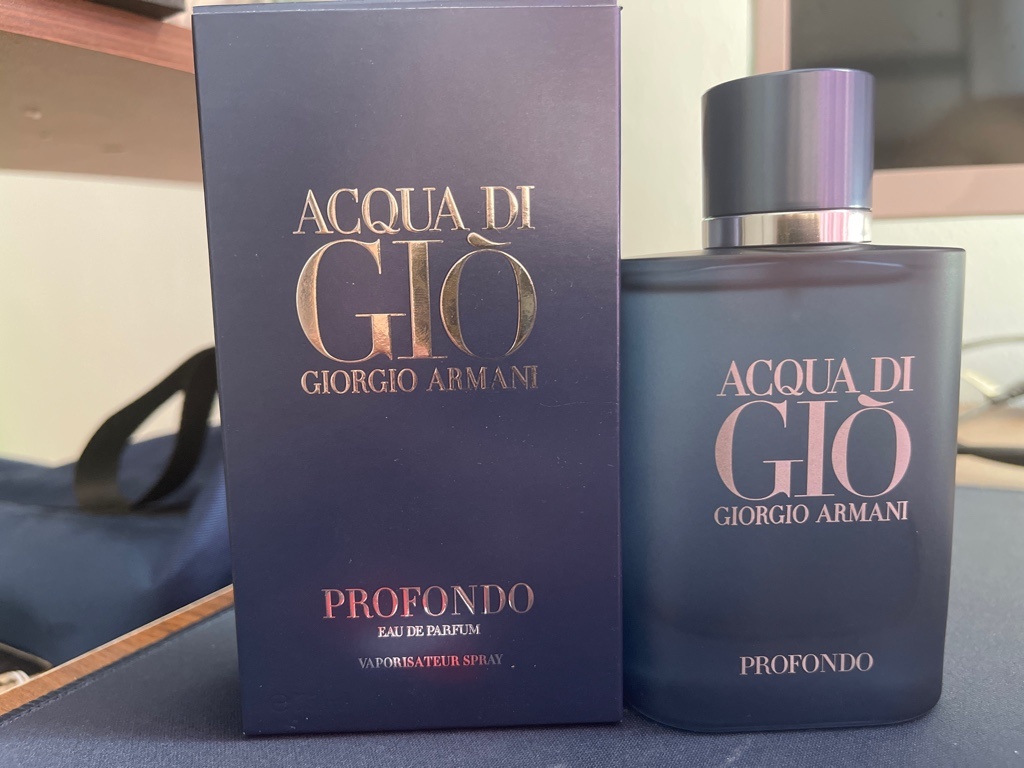 ACQUA DI
GIÒ
GIORGIO ARMANI
PROFONDO
EAU DE PARFUM
VAPORISATEUR SPRAY
ACQUA DI
GIÒ
GIORGIO ARMANI
PROFONDO